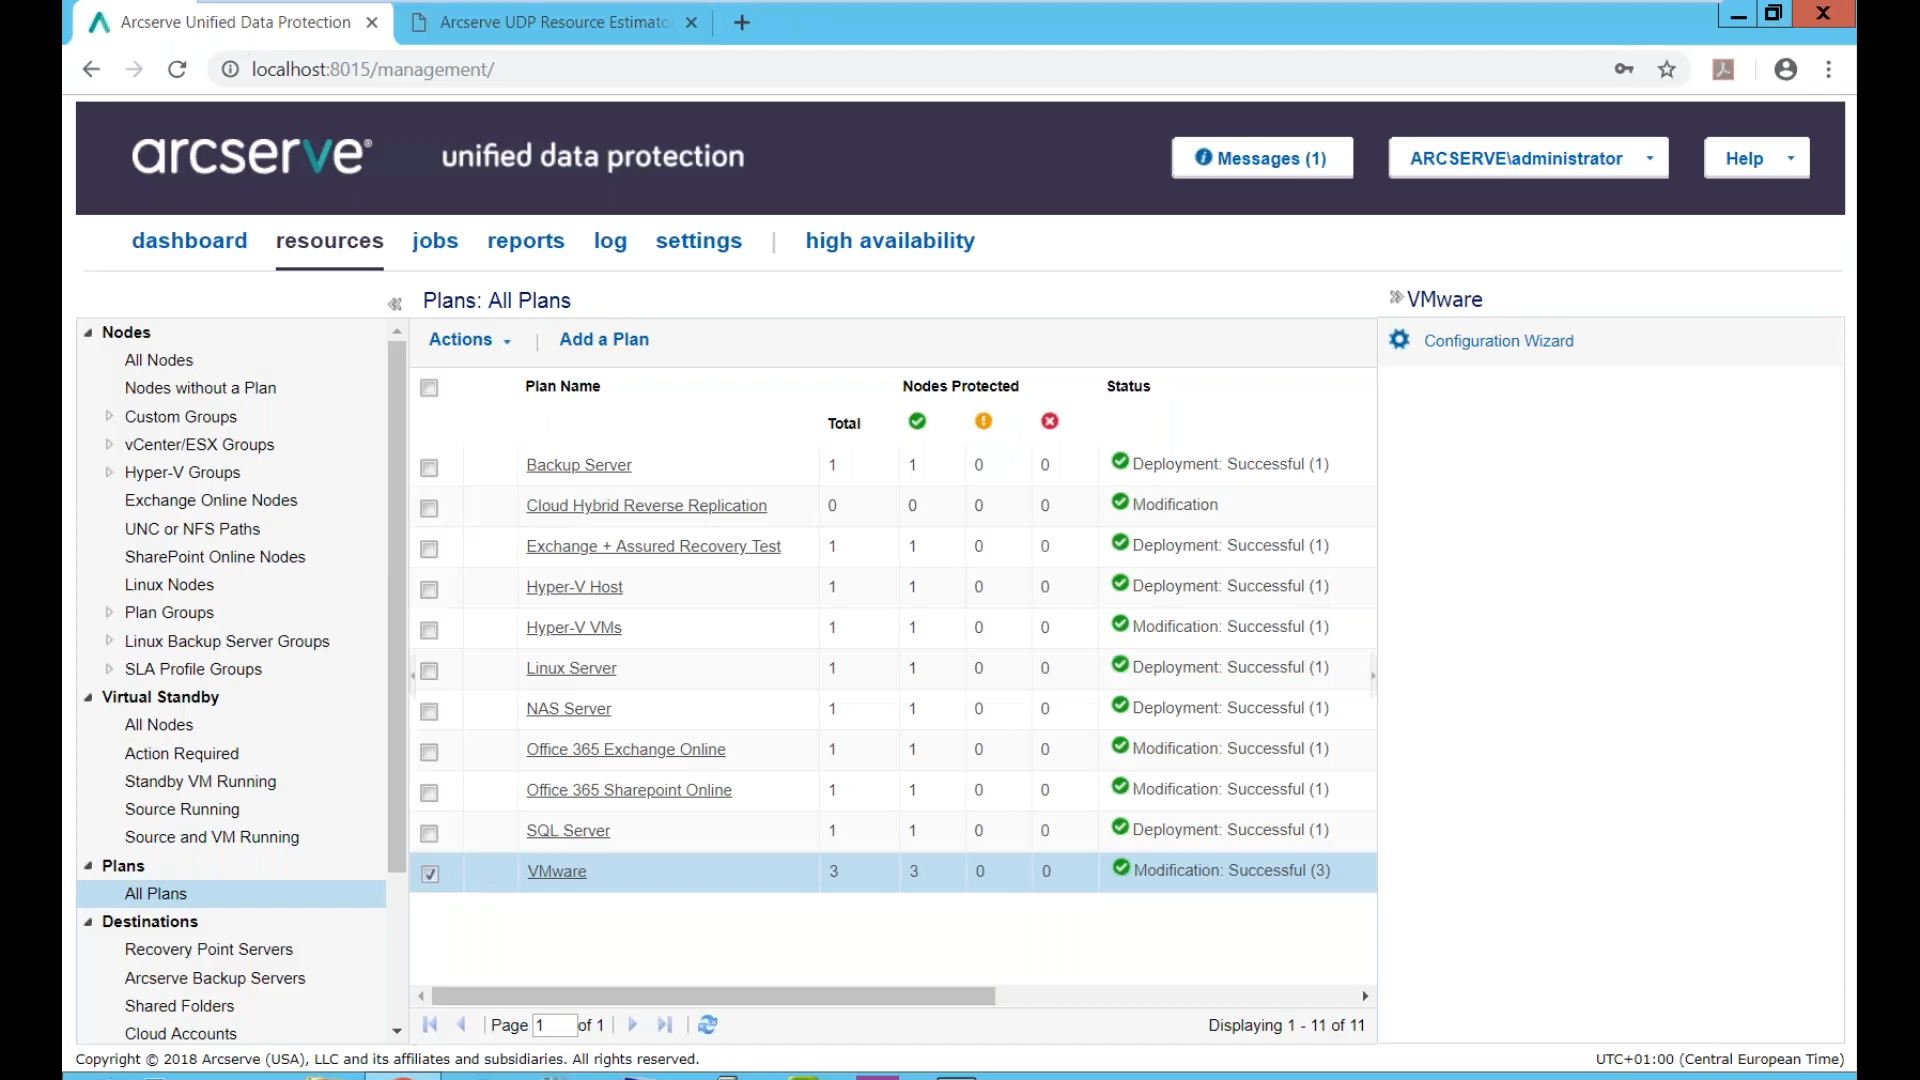 Arcserve Unified Data Protection
Arcserve UDP Resource Estimato
localhost:8015/management/
arcserve®
unified data protection
Messages (1)
ARCSERVE\administrator
Help
dashboard resources jobs reports log settings | high availability
Nodes
All Nodes
Nodes without a Plan
Custom Groups
vCenter/ESX Groups
Hyper-V Groups
Exchange Online Nodes
UNC or NFS Paths
SharePoint Online Nodes
Linux Nodes
Plan Groups
Linux Backup Server Groups
SLA Profile Groups
Virtual Standby
All Nodes
Action Required
Standby VM Running
Source Running
Source and VM Running
Plans
All Plans
Destinations
Recovery Point Servers
Arcserve Backup Servers
Shared Folders
Cloud Accounts
Plans: All Plans
Actions | Add a Plan
Plan Name Nodes Protected Status
Total
Backup Server 1 1 0 0 Deployment: Successful (1)
Cloud Hybrid Reverse Replication 0 0 0 0 Modification
Exchange + Assured Recovery Test 1 1 0 0 Deployment: Successful (1)
Hyper-V Host 1 1 0 0 Deployment: Successful (1)
Hyper-V VMs 1 1 0 0 Modification: Successful (1)
Linux Server 1 1 0 0 Deployment: Successful (1)
NAS Server 1 1 0 0 Deployment: Successful (1)
Office 365 Exchange Online 1 1 0 0 Modification: Successful (1)
Office 365 Sharepoint Online 1 1 0 0 Modification: Successful (1)
SQL Server 1 1 0 0 Deployment: Successful (1)
VMware 3 3 0 0 Modification: Successful (3)
Page 1 of 1
Displaying 1 - 11 of 11
VMware
Configuration Wizard
Copyright © 2018 Arcserve (USA), LLC and its affiliates and subsidiaries. All rights reserved.
UTC+01:00 (Central European Time)